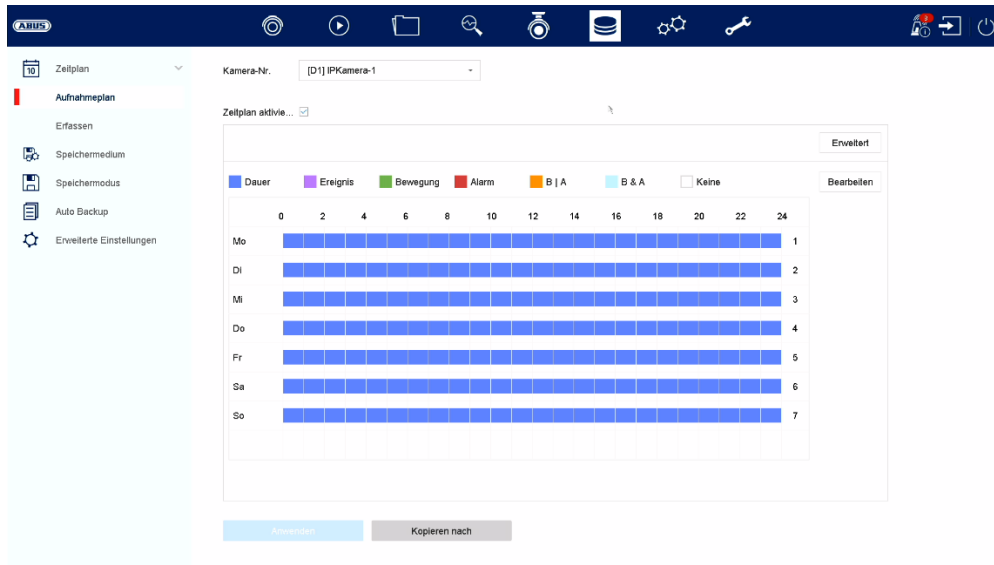 ABUS
10
Zeitplan
Aufnahmeplan
Erfassen
Speichermedium
Speichermodus
Auto Backup
Erweiterte Einstellungen
Kamera-Nr. [D1] IPKamera-1
Zeitplan aktivie...
Erweitert
Dauer Ereignis Bewegung Alarm B | A B & A Keine Bearbeiten
0 2 4 6 8 10 12 14 16 18 20 22 24
Mo 1
Di 2
Mi 3
Do 4
Fr 5
Sa 6
So 7
Anwenden Kopieren nach